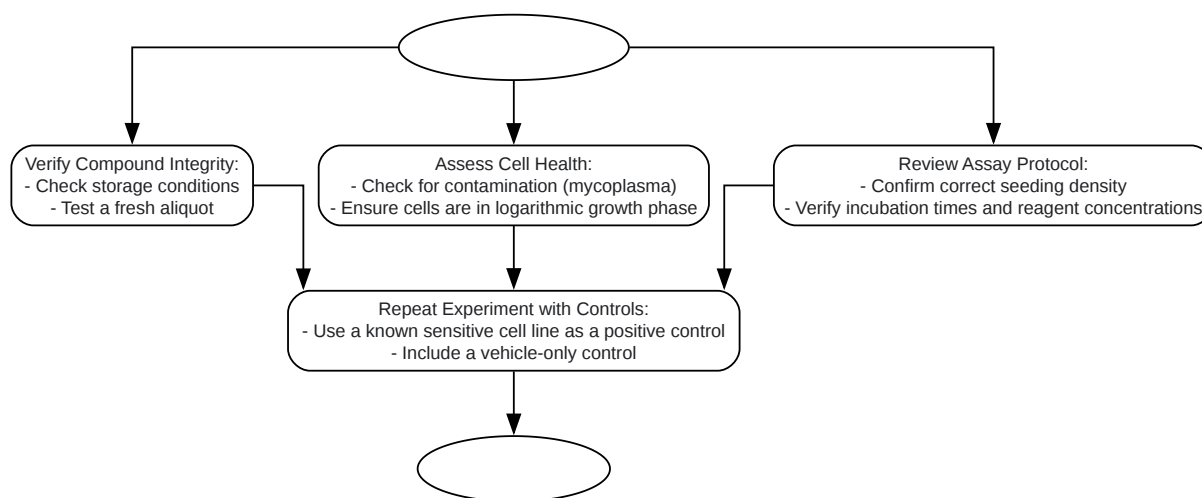 Verify Compound Integrity:
- Check storage conditions
- Test a fresh aliquot
Assess Cell Health:
- Check for contamination (mycoplasma)
- Ensure cells are in logarithmic growth phase
Review Assay Protocol:
- Confirm correct seeding density
- Verify incubation times and reagent concentrations
Repeat Experiment with Controls:
- Use a known sensitive cell line as a positive control
- Include a vehicle-only control